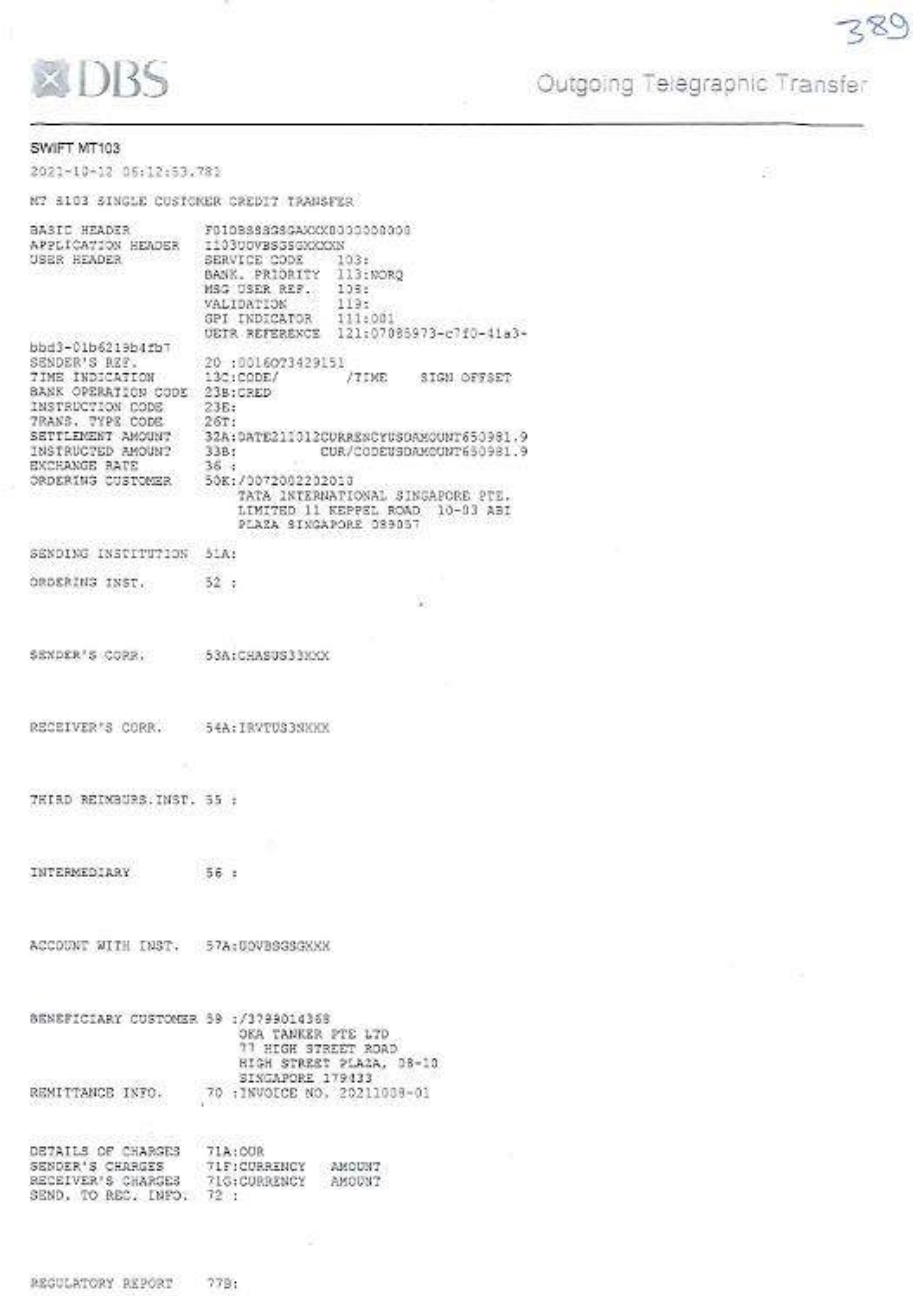 389
DBS
Outgoing Telegraphic Transfer
SWIFT MT103
2021-10-12 06:12:53.781
MT S103 SINGLE CUSTOMER CREDIT TRANSFER
BASIC HEADER F01DBSSSGSGAXXX0000000000
APPLICATION HEADER I103UOVBSGSGXXXXN
USER HEADER SERVICE CODE 103:
BANK. PRIORITY 113:NORQ
MSG USER REF. 108:
VALIDATION 119:
GPI INDICATOR 111:001
UETR REFERENCE 121:07085973-c7f0-41a3-
bbd3-01b6219b4fb7
SENDER'S REF. 20 :0016OT3429151
TIME INDICATION 13C:CODE/ /TIME SIGN OFFSET
BANK OPERATION CODE 23B:CRED
INSTRUCTION CODE 23E:
TRANS. TYPE CODE 26T:
SETTLEMENT AMOUNT 32A:DATE211012CURRENCYUSDAMOUNT650981.9
INSTRUCTED AMOUNT 33B: CUR/CODEUSDAMOUNT650981.9
EXCHANGE RATE 36 :
ORDERING CUSTOMER 50K:/0072002202010
TATA INTERNATIONAL SINGAPORE PTE.
LIMITED 11 KEPPEL ROAD 10-03 ABI
PLAZA SINGAPORE 089057
SENDING INSTITUTION 51A:
ORDERING INST. 52 :
SENDER'S CORR. 53A:CHASUS33XXX
RECEIVER'S CORR. 54A:IRVTUS3NXXX
THIRD REIMBURS.INST. 55 :
INTERMEDIARY 56 :
ACCOUNT WITH INST. 57A:UOVBSGSGXXX
BENEFICIARY CUSTOMER 59 :/3799014368
OKA TANKER PTE LTD
77 HIGH STREET ROAD
HIGH STREET PLAZA, 08-10
SINGAPORE 179433
REMITTANCE INFO. 70 :INVOICE NO. 20211008-01
DETAILS OF CHARGES 71A:OUR
SENDER'S CHARGES 71F:CURRENCY AMOUNT
RECEIVER'S CHARGES 71G:CURRENCY AMOUNT
SEND. TO REC. INFO. 72 :
REGULATORY REPORT 77B: